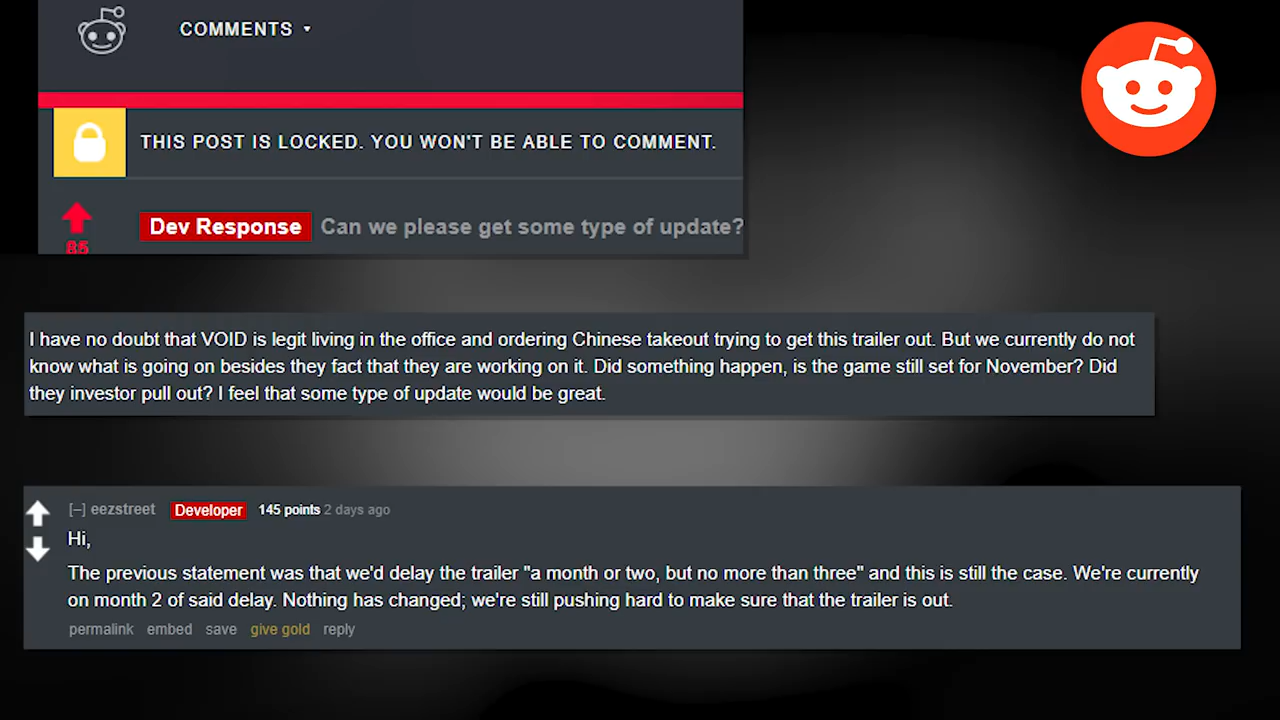 COMMENTS
THIS POST IS LOCKED. YOU WON'T BE ABLE TO COMMENT.
85
Dev Response Can we please get some type of update?
I have no doubt that VOID is legit living in the office and ordering Chinese takeout trying to get this trailer out. But we currently do not
know what is going on besides they fact that they are working on it. Did something happen, is the game still set for November? Did
they investor pull out? I feel that some type of update would be great.
[–] eezstreet Developer 145 points 2 days ago
Hi,
The previous statement was that we'd delay the trailer "a month or two, but no more than three" and this is still the case. We're currently
on month 2 of said delay. Nothing has changed; we're still pushing hard to make sure that the trailer is out.
permalink embed save give gold reply